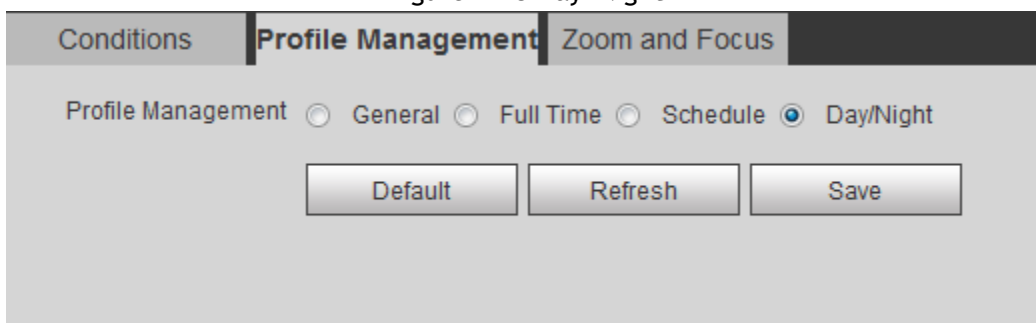 Conditions Profile Management Zoom and Focus
Profile Management General Full Time Schedule Day/Night
Default Refresh Save